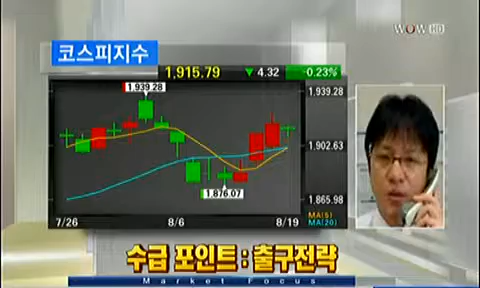 WOW HD
코스피지수
1,915.79 ▼ 4.32 -0.23%
1,939.28
1,939.28
1,902.63
1,876.07
1,865.98
MA(5)
MA(20)
7/26 8/6 8/19
수급 포인트 : 출구전략
Market Focus